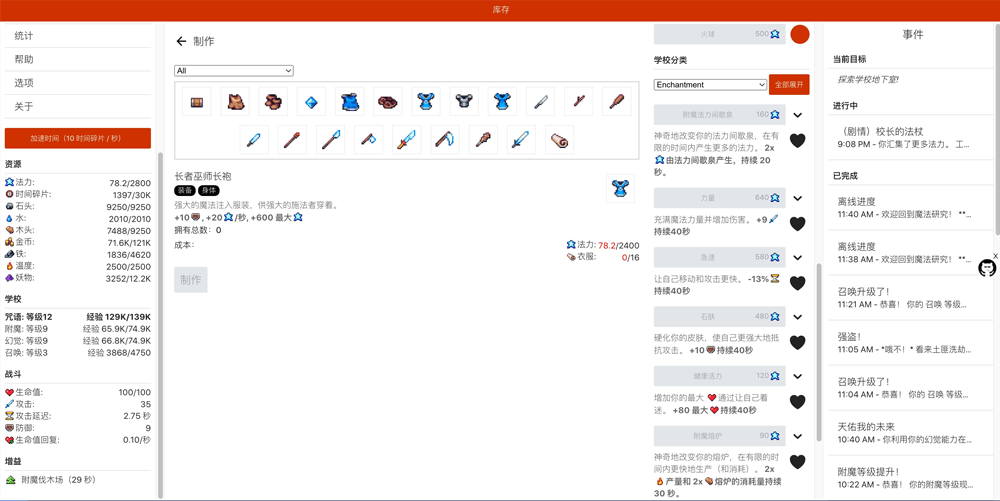 库存
统计
帮助
选项
关于
加速时间（10 时间碎片 / 秒）
资源
法力: 78.2/2800
时间碎片: 1397/30K
石头: 9250/9250
水: 2010/2010
木头: 7488/9250
金币: 71.6K/121K
铁: 1836/4620
温度: 2500/2500
妖物: 3252/12.2K
学校
咒语: 等级12 经验 129K/139K
附魔: 等级9 经验 65.9K/74.9K
幻觉: 等级9 经验 66.8K/74.9K
召唤: 等级3 经验 3868/4750
战斗
生命值: 100/100
攻击: 35
攻击延迟: 2.75 秒
防御: 9
生命值回复: 0.10/秒
增益
附魔伐木场（29 秒）
制作
All
长者巫师长袍
装备 身体
强大的魔法注入服装，供强大的施法者穿着。
+10, +20/秒, +600 最大
拥有总数: 0
成本:
法力: 78.2/2400
衣服: 0/16
制作
火球 500
学校分类
Enchantment 全部展开
附魔法力间歇泉 160
神奇地改变你的法力间歇泉，在有
限的时间内产生更多的法力。 2x
由法力间歇泉产生，持续 20
秒。
力量 640
充满魔法力量并增加伤害。 +9
持续40秒
急速 580
让自己移动和攻击更快。 -13%
持续40秒
石肤 480
硬化你的皮肤，使自己更强大地抵
抗攻击。 +10 持续40秒
健康活力 120
增加你的最大 通过让自己着
迷。 +80 最大 持续40秒
附魔熔炉 90
神奇地改变你的熔炉，在有限的时
间内更快地生产（和消耗）。 2x
产量和 2x 熔炉的消耗量持续
30 秒。
事件
当前目标
探索学校地下室!
进行中
（剧情）校长的法杖
9:08 PM - 你汇集了更多法力。 工...
已完成
离线进度
11:40 AM - 欢迎回到魔法研究！ **...
离线进度
11:38 AM - 欢迎回到魔法研究！ **...
召唤升级了！
11:21 AM - 恭喜！ 你的 召唤 等级...
强盗！
11:05 AM - *哦不！* 看来土匪洗劫...
召唤升级了！
11:04 AM - 恭喜！ 你的 召唤 等级...
天佑我的未来
10:40 AM - 你利用你的幻觉能力在...
附魔等级提升！
10:22 AM - 恭喜！ 你的附魔等级现...
X